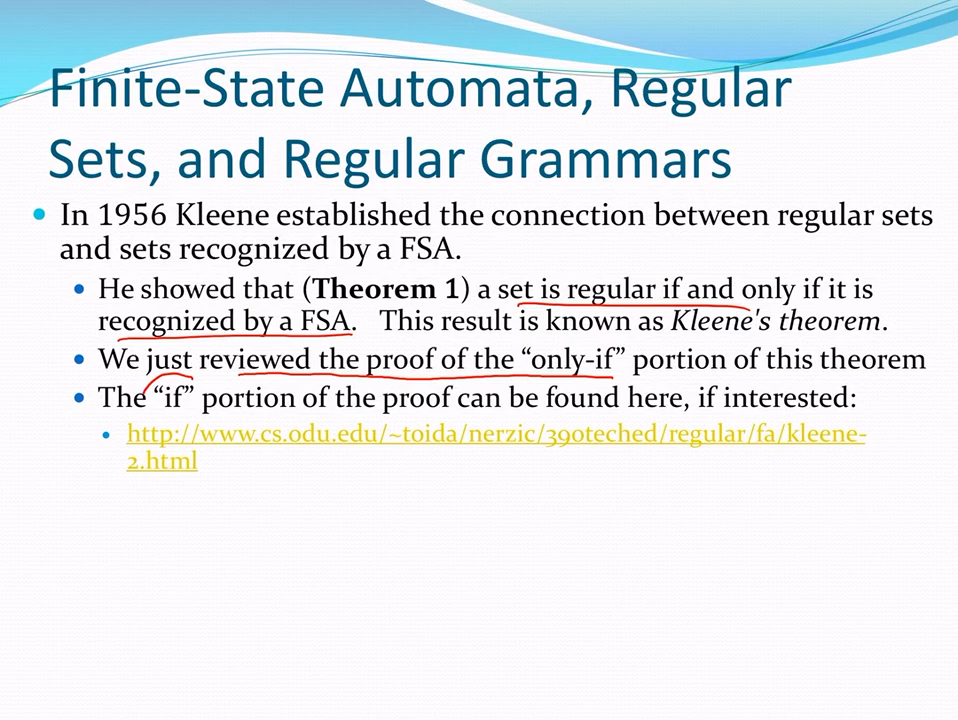 Finite-State Automata, Regular
Sets, and Regular Grammars
In 1956 Kleene established the connection between regular sets
and sets recognized by a FSA.
He showed that (Theorem 1) a set is regular if and only if it is
recognized by a FSA. This result is known as Kleene's theorem.
We just reviewed the proof of the “only-if” portion of this theorem
The “if” portion of the proof can be found here, if interested:
http://www.cs.odu.edu/~toida/nerzic/390teched/regular/fa/kleene-
2.html